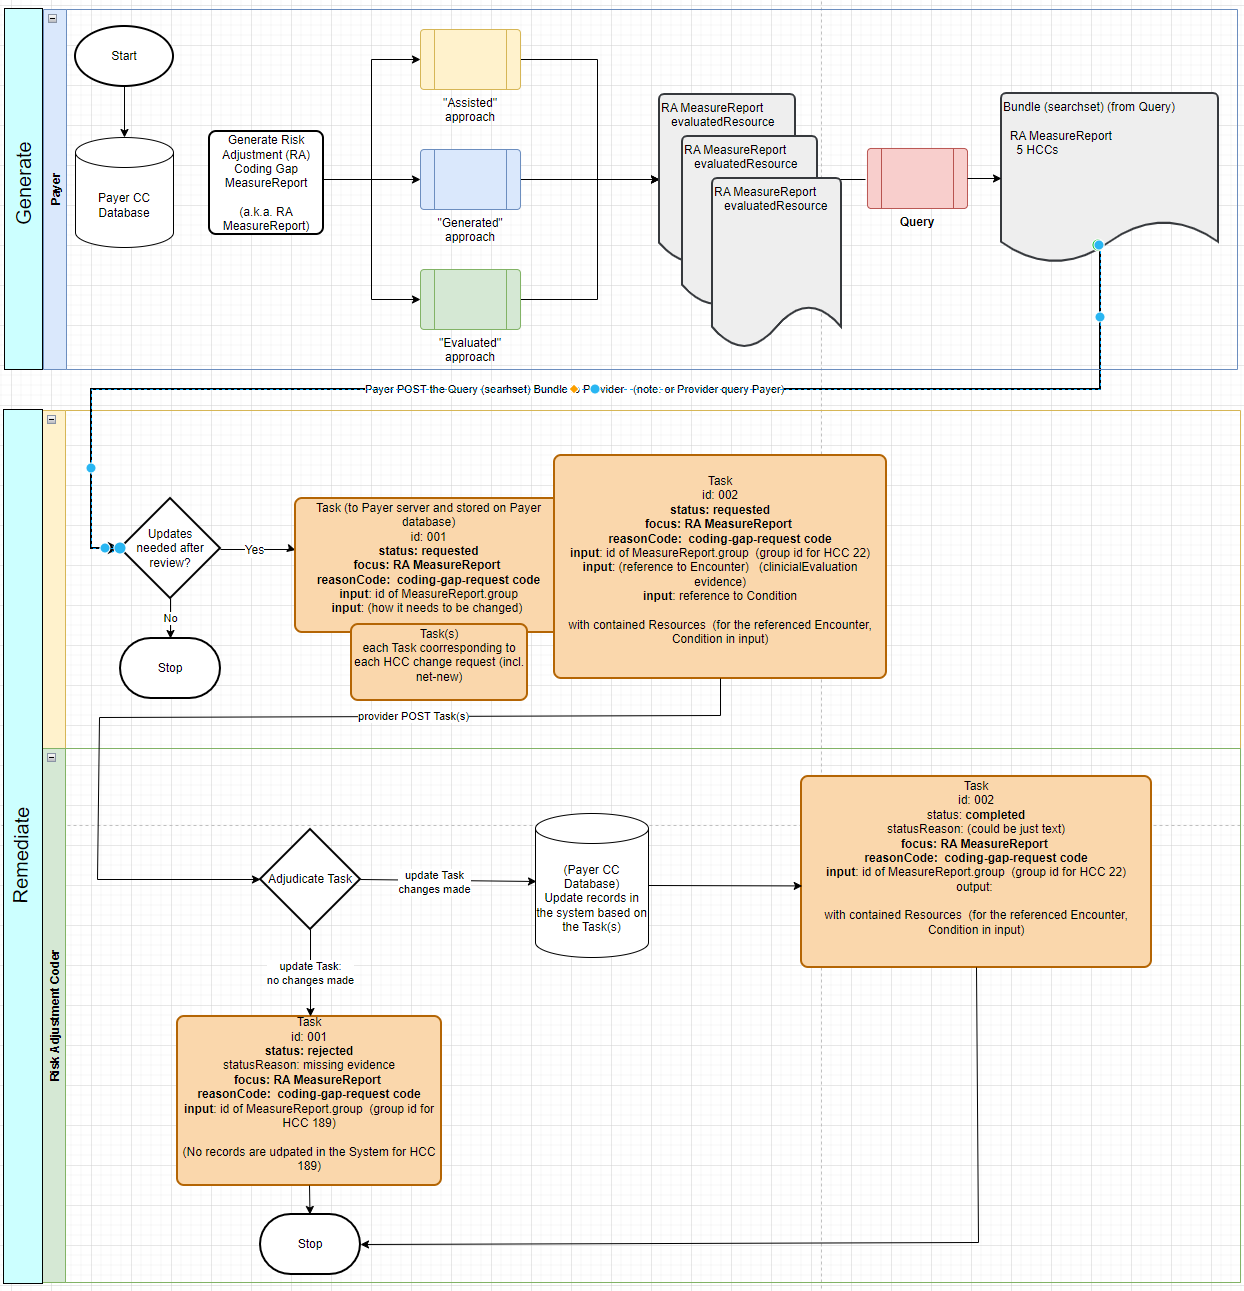 Generate
Payer
Start
Payer CC
Database
Generate Risk
Adjustment (RA)
Coding Gap
MeasureReport
(a.k.a. RA
MeasureReport)
"Assisted"
approach
"Generated"
approach
"Evaluated"
approach
RA MeasureReport
evaluatedResource
RA MeasureReport
evaluatedResource
RA MeasureReport
evaluatedResource
Query
Bundle (searchset) (from Query)
RA MeasureReport
5 HCCs
Payer POST the Query (searhset) Bundle Provider (note: or Provider query Payer)
Remediate
Updates
needed after
review?
Yes
No
Stop
Task (to Payer server and stored on Payer
database)
id: 001
status: requested
focus: RA MeasureReport
reasonCode: coding-gap-request code
input: id of MeasureReport.group
input: (how it needs to be changed)
Task(s)
each Task coorresponding to
each HCC change request (incl.
net-new)
Task
id: 002
status: requested
focus: RA MeasureReport
reasonCode: coding-gap-request code
input: id of MeasureReport.group (group id for HCC 22)
input: (reference to Encounter) (clinicialEvaluation
evidence)
input: reference to Condition
with contained Resources (for the referenced Encounter,
Condition in input)
provider POST Task(s)
Risk Adjustment Coder
Adjudicate Task
update Task
changes made
(Payer CC
Database)
Update records in
the system based on
the Task(s)
Task
id: 002
status: completed
statusReason: (could be just text)
focus: RA MeasureReport
reasonCode: coding-gap-request code
input: id of MeasureReport.group (group id for HCC 22)
output:
with contained Resources (for the referenced Encounter,
Condition in input)
update Task:
no changes made
Task
id: 001
status: rejected
statusReason: missing evidence
focus: RA MeasureReport
reasonCode: coding-gap-request code
input: id of MeasureReport.group (group id for
HCC 189)
(No records are udpated in the System for HCC
189)
Stop